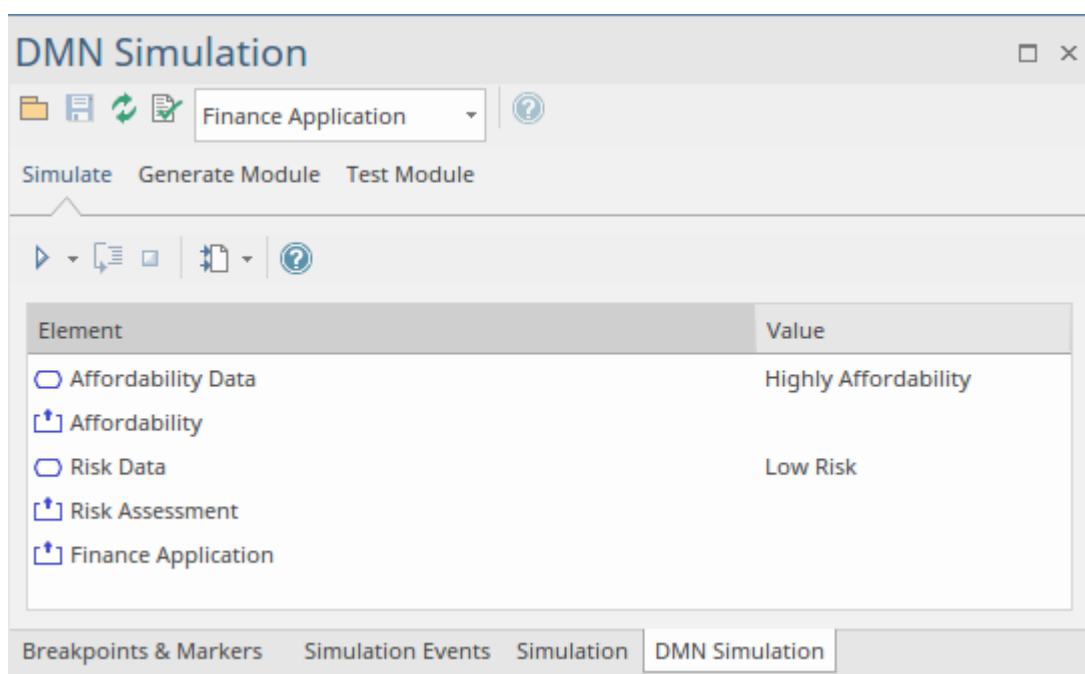 DMN Simulation
Finance Application
Simulate Generate Module Test Module
Element Value
Affordability Data Highly Affordability
Affordability
Risk Data Low Risk
Risk Assessment
Finance Application
Breakpoints & Markers Simulation Events Simulation DMN Simulation